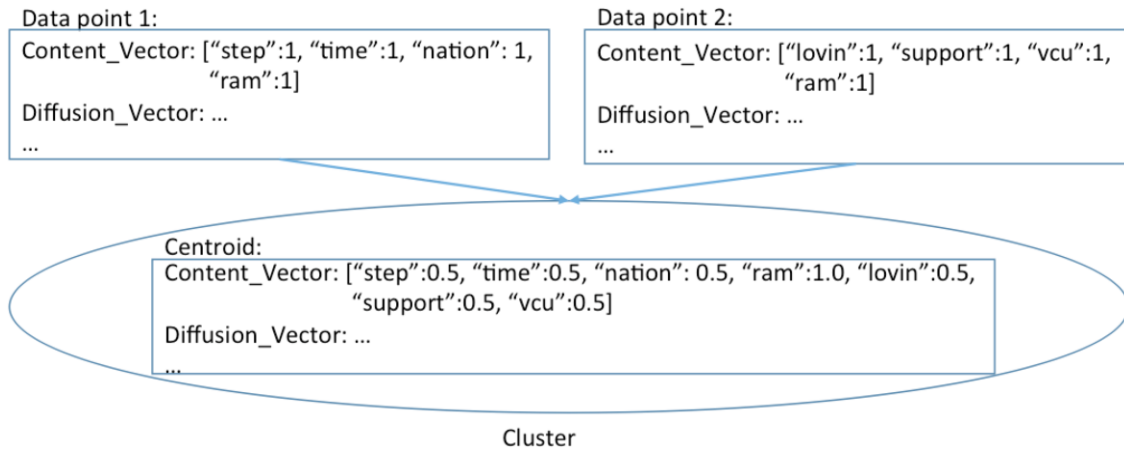 Data point 1:
Content_Vector: [“step”:1, “time”:1, “nation”: 1,
“ram”:1]
Diffusion_Vector: ...
...
Data point 2:
Content_Vector: [“lovin”:1, “support”:1, “vcu”:1,
“ram”:1]
Diffusion_Vector: ...
...
Centroid:
Content_Vector: [“step”:0.5, “time”:0.5, “nation”: 0.5, “ram”:1.0, “lovin”:0.5,
“support”:0.5, “vcu”:0.5]
Diffusion_Vector: ...
...
Cluster